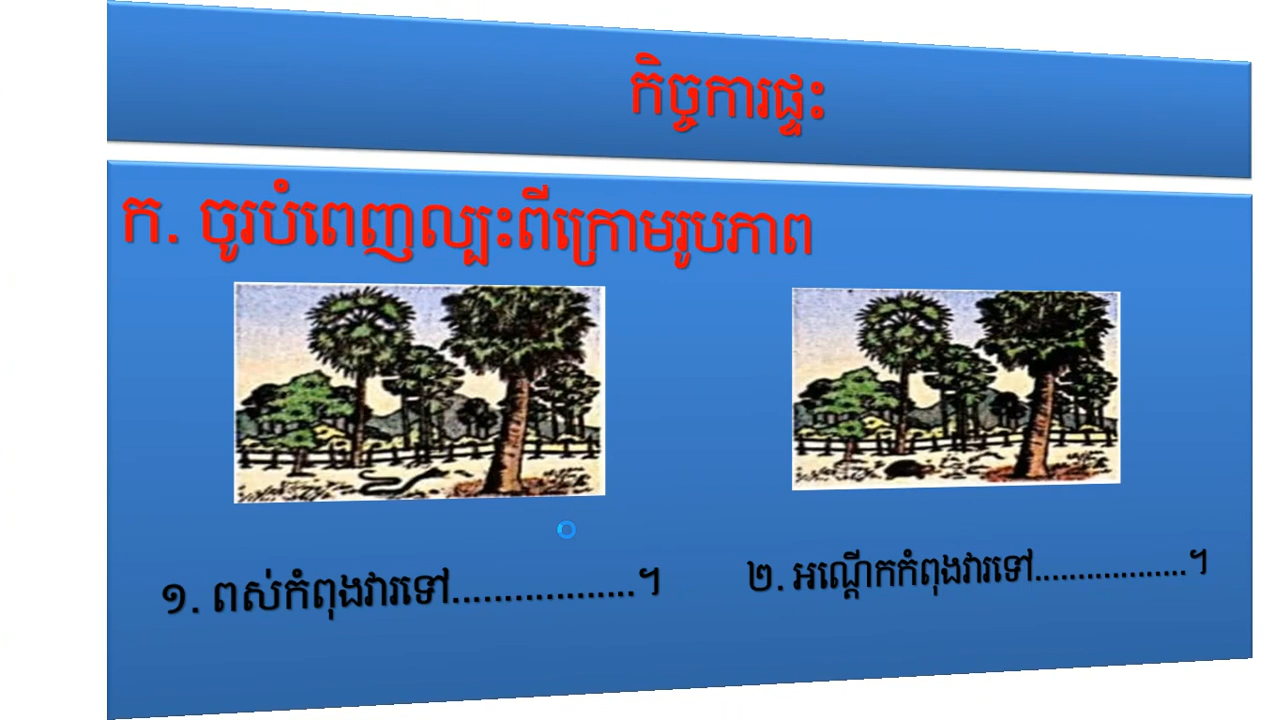 កិច្ចការផ្ទះ
ក. ចូរបំពេញល្បះពីក្រោមរូបភាព
១. ពស់កំពុងវារទៅ..................។
២. អណ្តើកកំពុងវារទៅ..................។